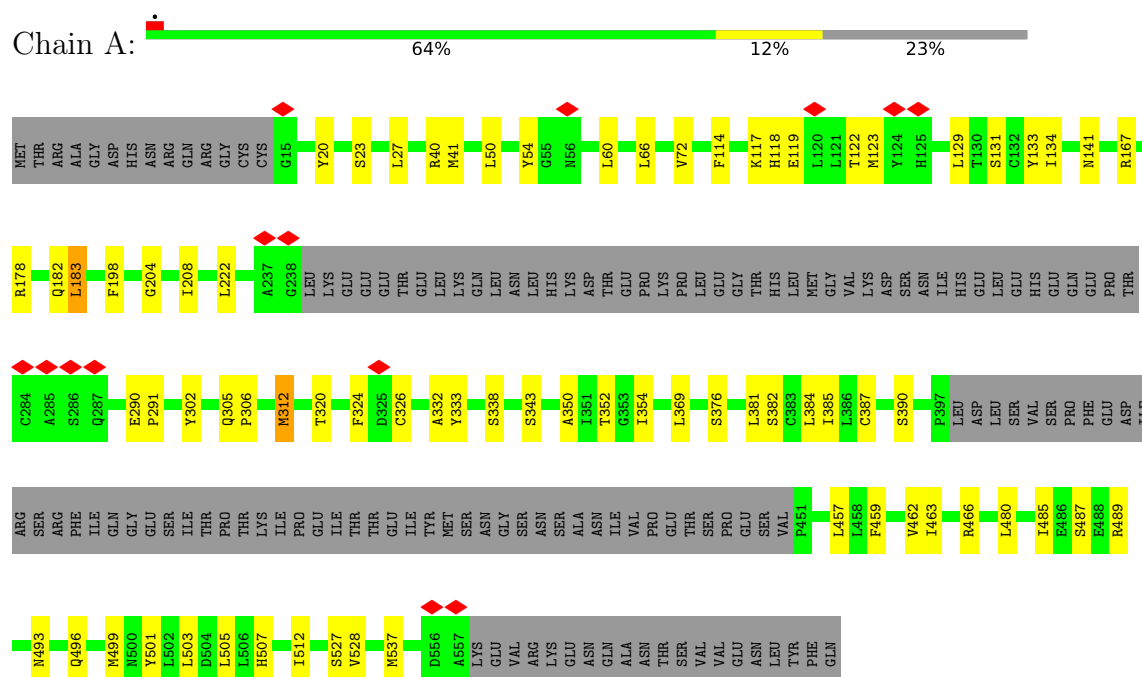 Chain A:
64% 12% 23%
MET THR ARG ALA GLY ASP HIS ASN ARG GLN ARG GLY CYS CYS G15 Y20 S23 L27 R40 M41 L50 Y54 G55 N56 L60 L66 V72 F114 K117 H118 E119 L120 L121 T122 M123 Y124 H125 L129 T130 S131 C132 Y133 I134 N141 R167
R178 Q182 L183 F198 G204 I208 L222 A237 G238 LEU LYS GLU GLU GLU THR GLU LEU LYS GLN LEU ASN LEU HIS LYS ASP THR GLU PRO LYS PRO LEU GLU GLY THR HIS LEU MET GLY VAL LYS ASP SER ASN ILE HIS GLU LEU GLU HIS GLU GLN GLU PRO THR
C284 A285 S286 Q287 E290 P291 Y302 Q305 P306 M312 T320 F324 D325 C326 A332 Y333 S338 S343 A350 I351 T352 G353 I354 L369 S376 L381 S382 C383 L384 I385 L386 C387 S390 P397 LEU ASP LEU SER VAL SER PRO PHE GLU ASP ILE
ARG SER ARG PHE ILE GLN GLY GLU SER ILE THR PRO THR LYS ILE PRO GLU ILE THR THR GLU ILE TYR MET SER ASN GLY SER ASN SER ALA ASN ILE VAL PRO GLU THR SER PRO GLU SER VAL P451 L457 L458 F459 V462 I463 R466 L480 I485 E486 S487 E488 R489
N493 Q496 M499 N500 Y501 L502 L503 D504 L505 L506 H507 I512 S527 V528 M537 D556 A557 LYS GLU VAL ARG LYS GLU ASN GLN ALA ASN THR SER VAL VAL GLU ASN LEU TYR PHE GLN